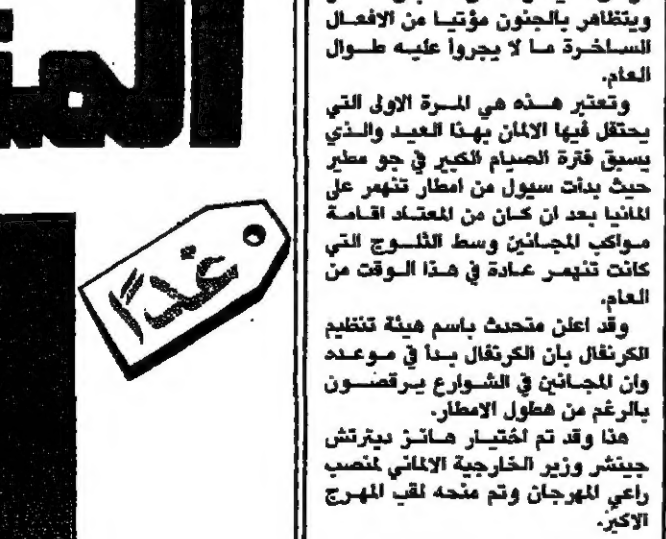 ويتظاهر بالجنون مؤتيا من الافعال
الساخرة ما لا يجروا عليه طوال
العام.
وتعتبر هذه هي المرة الاولى التي
يحتقل فيها الالمان بهذا العيد والذي
يسبق فترة الصيام الكبير في جو مطير
حيث بدأت سيول من امطار تنهمر على
المانيا بعد ان كان من المعتاد اقامة
مواكب المجانين وسط الثلوج التي
كانت تنهمر عادة في هذا الوقت من
العام.
وقد اعلن متحدث باسم هيئة تنظيم
الكرنفال بان الكرنفال بدأ في موعده
وان المجانين في الشوارع يرقصون
بالرغم من هطول الامطار.
هذا وقد تم اختيار هانز ديترتش
جينتشر وزير الخارجية الالماني لمنصب
راعي المهرجان وتم منحه لقب المهرج
الاكبر.
غدًا